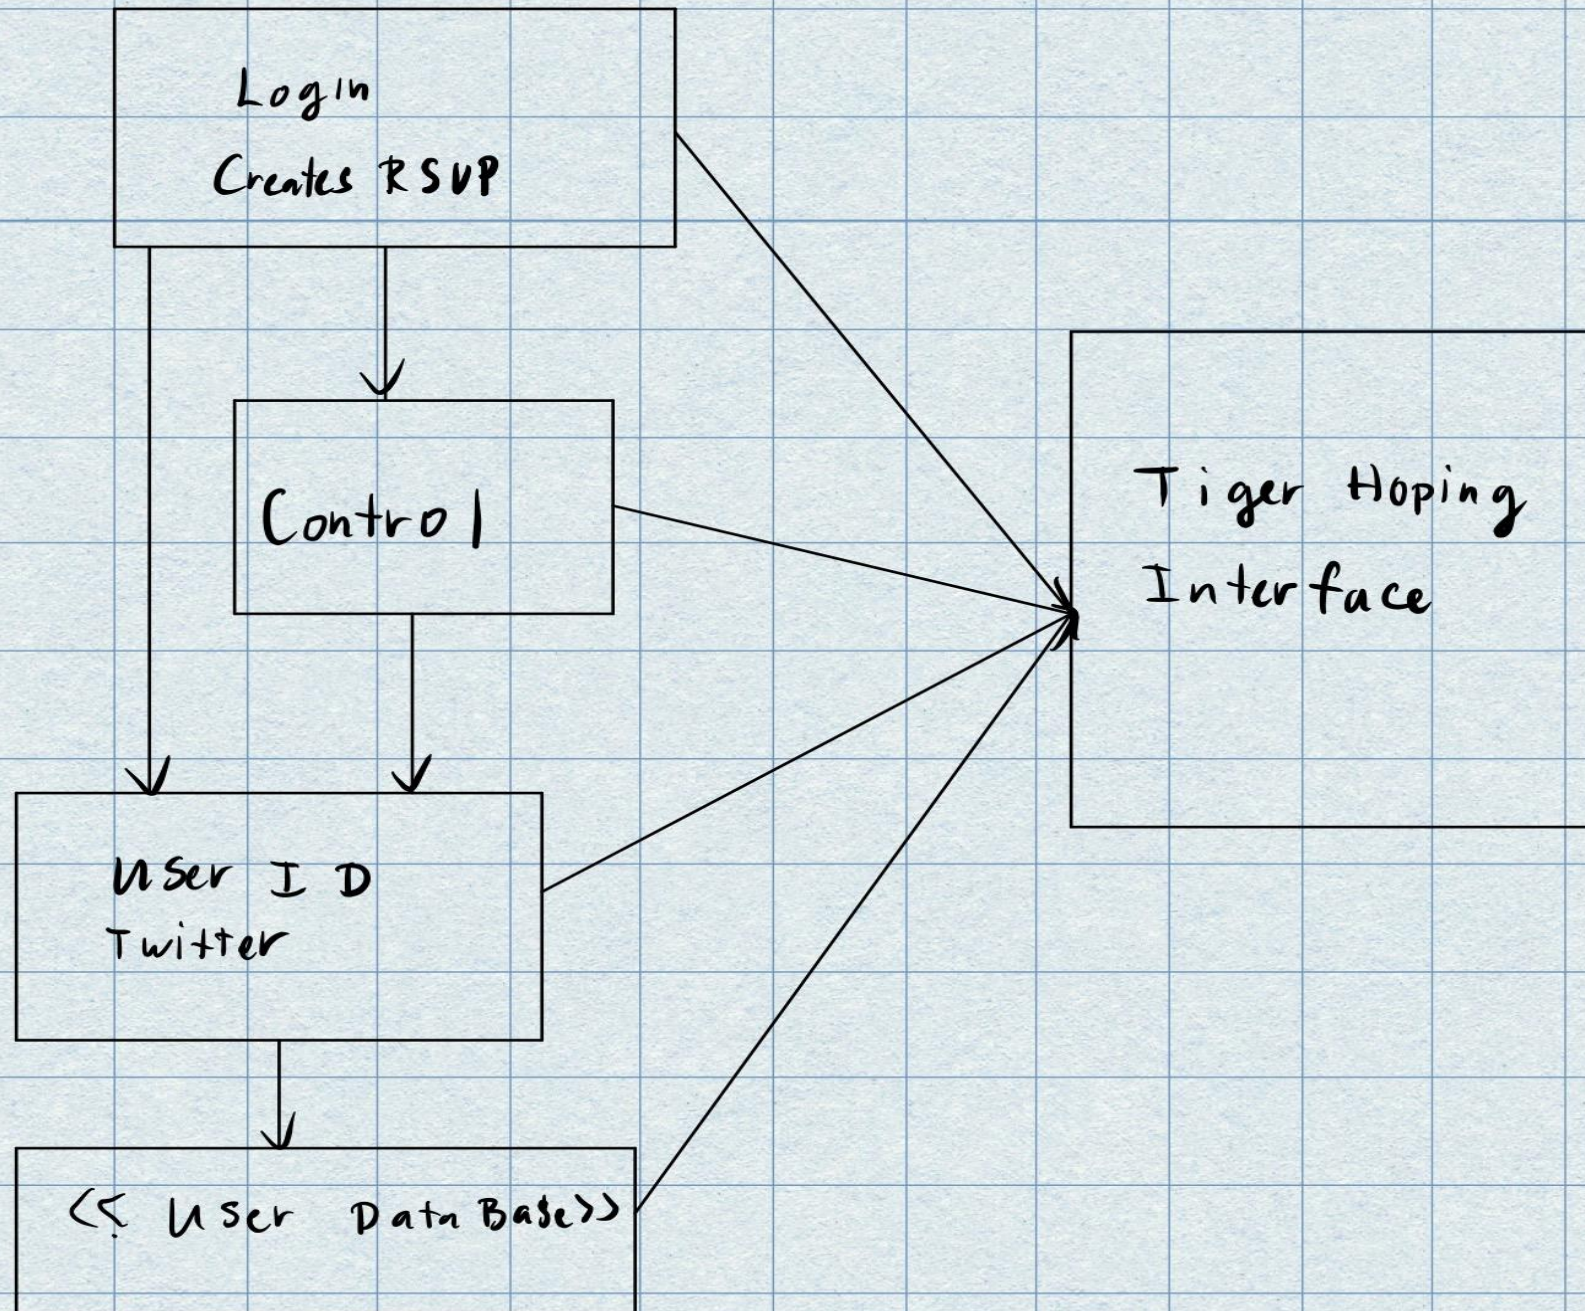 Login
Creates RSVP
Control
Tiger Hoping
Interface
User ID
Twitter
<< User DataBase>>